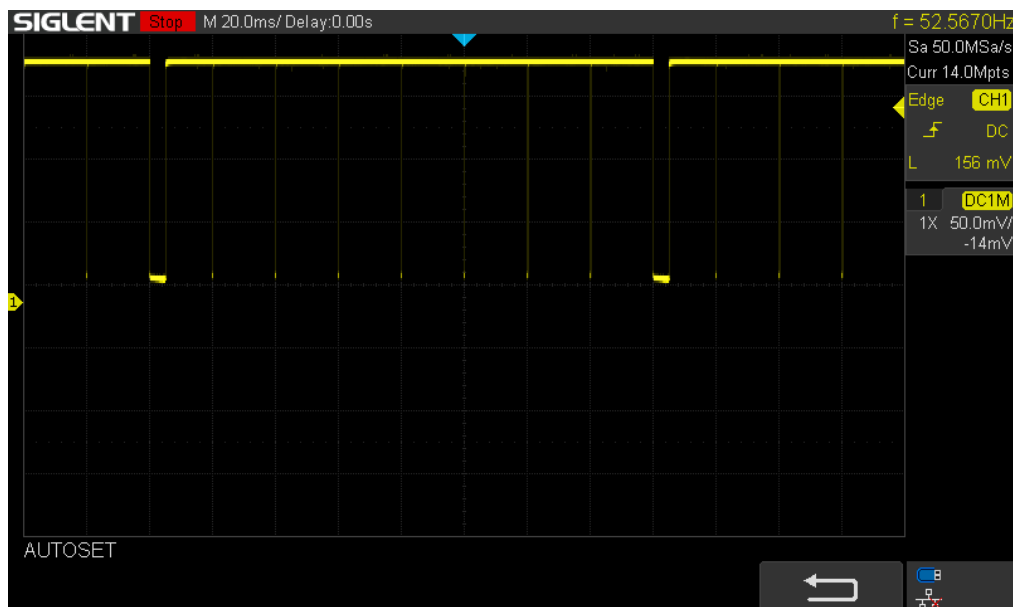 SIGLENT Stop M 20.0ms/ Delay:0.00s f = 52.5670Hz
Sa 50.0MSa/s
Curr 14.0Mpts
Edge CH1
DC
L 156 mV
1 DC1M
1X 50.0mV/
-14mV
1
AUTOSET